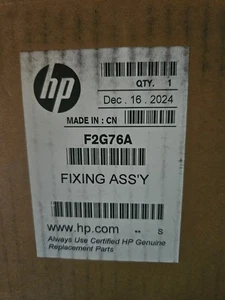 hp
QTY. 1
Dec. 16. 2024
MADE IN : CN
F2G76A
FIXING ASS'Y
www.hp.com ** S
Always Use Certified HP Genuine
Replacement Parts